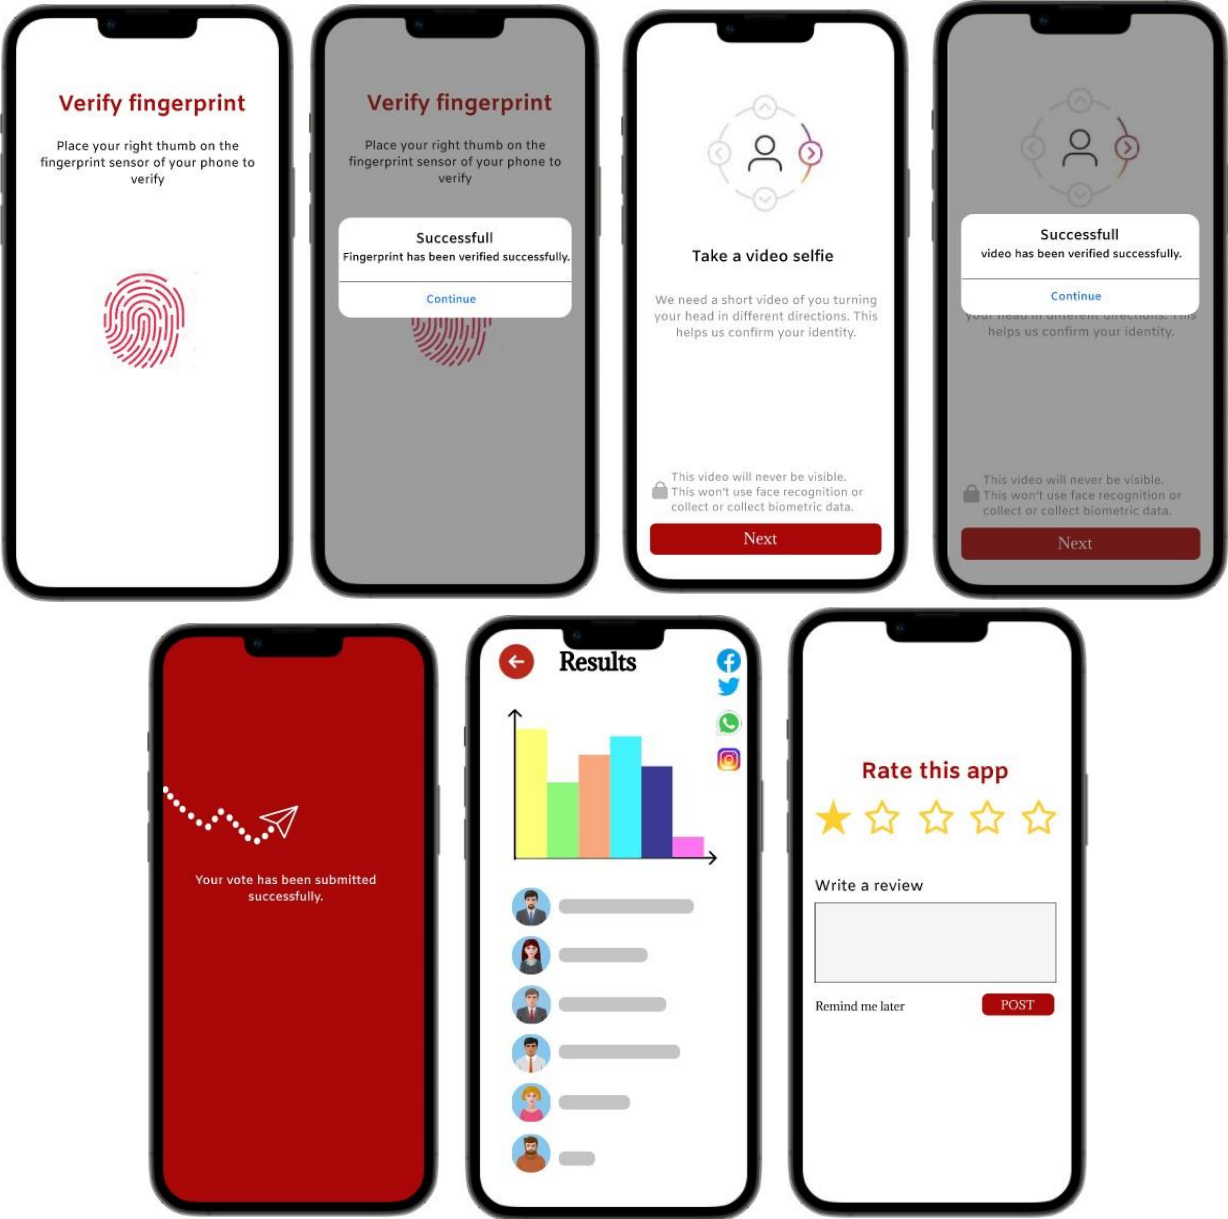 Verify fingerprint
Place your right thumb on the
fingerprint sensor of your phone to
verify
Verify fingerprint
Place your right thumb on the
fingerprint sensor of your phone to
verify
Successfull
Fingerprint has been verified successfully.
Continue
Take a video selfie
We need a short video of you turning
your head in different directions. This
helps us confirm your identity.
This video will never be visible.
This won't use face recognition or
collect or collect biometric data.
Next
Successfull
video has been verified successfully.
Continue
your head in different directions. This
helps us confirm your identity.
This video will never be visible.
This won't use face recognition or
collect or collect biometric data.
Next
Your vote has been submitted
successfully.
Results
Rate this app
Write a review
Remind me later
POST